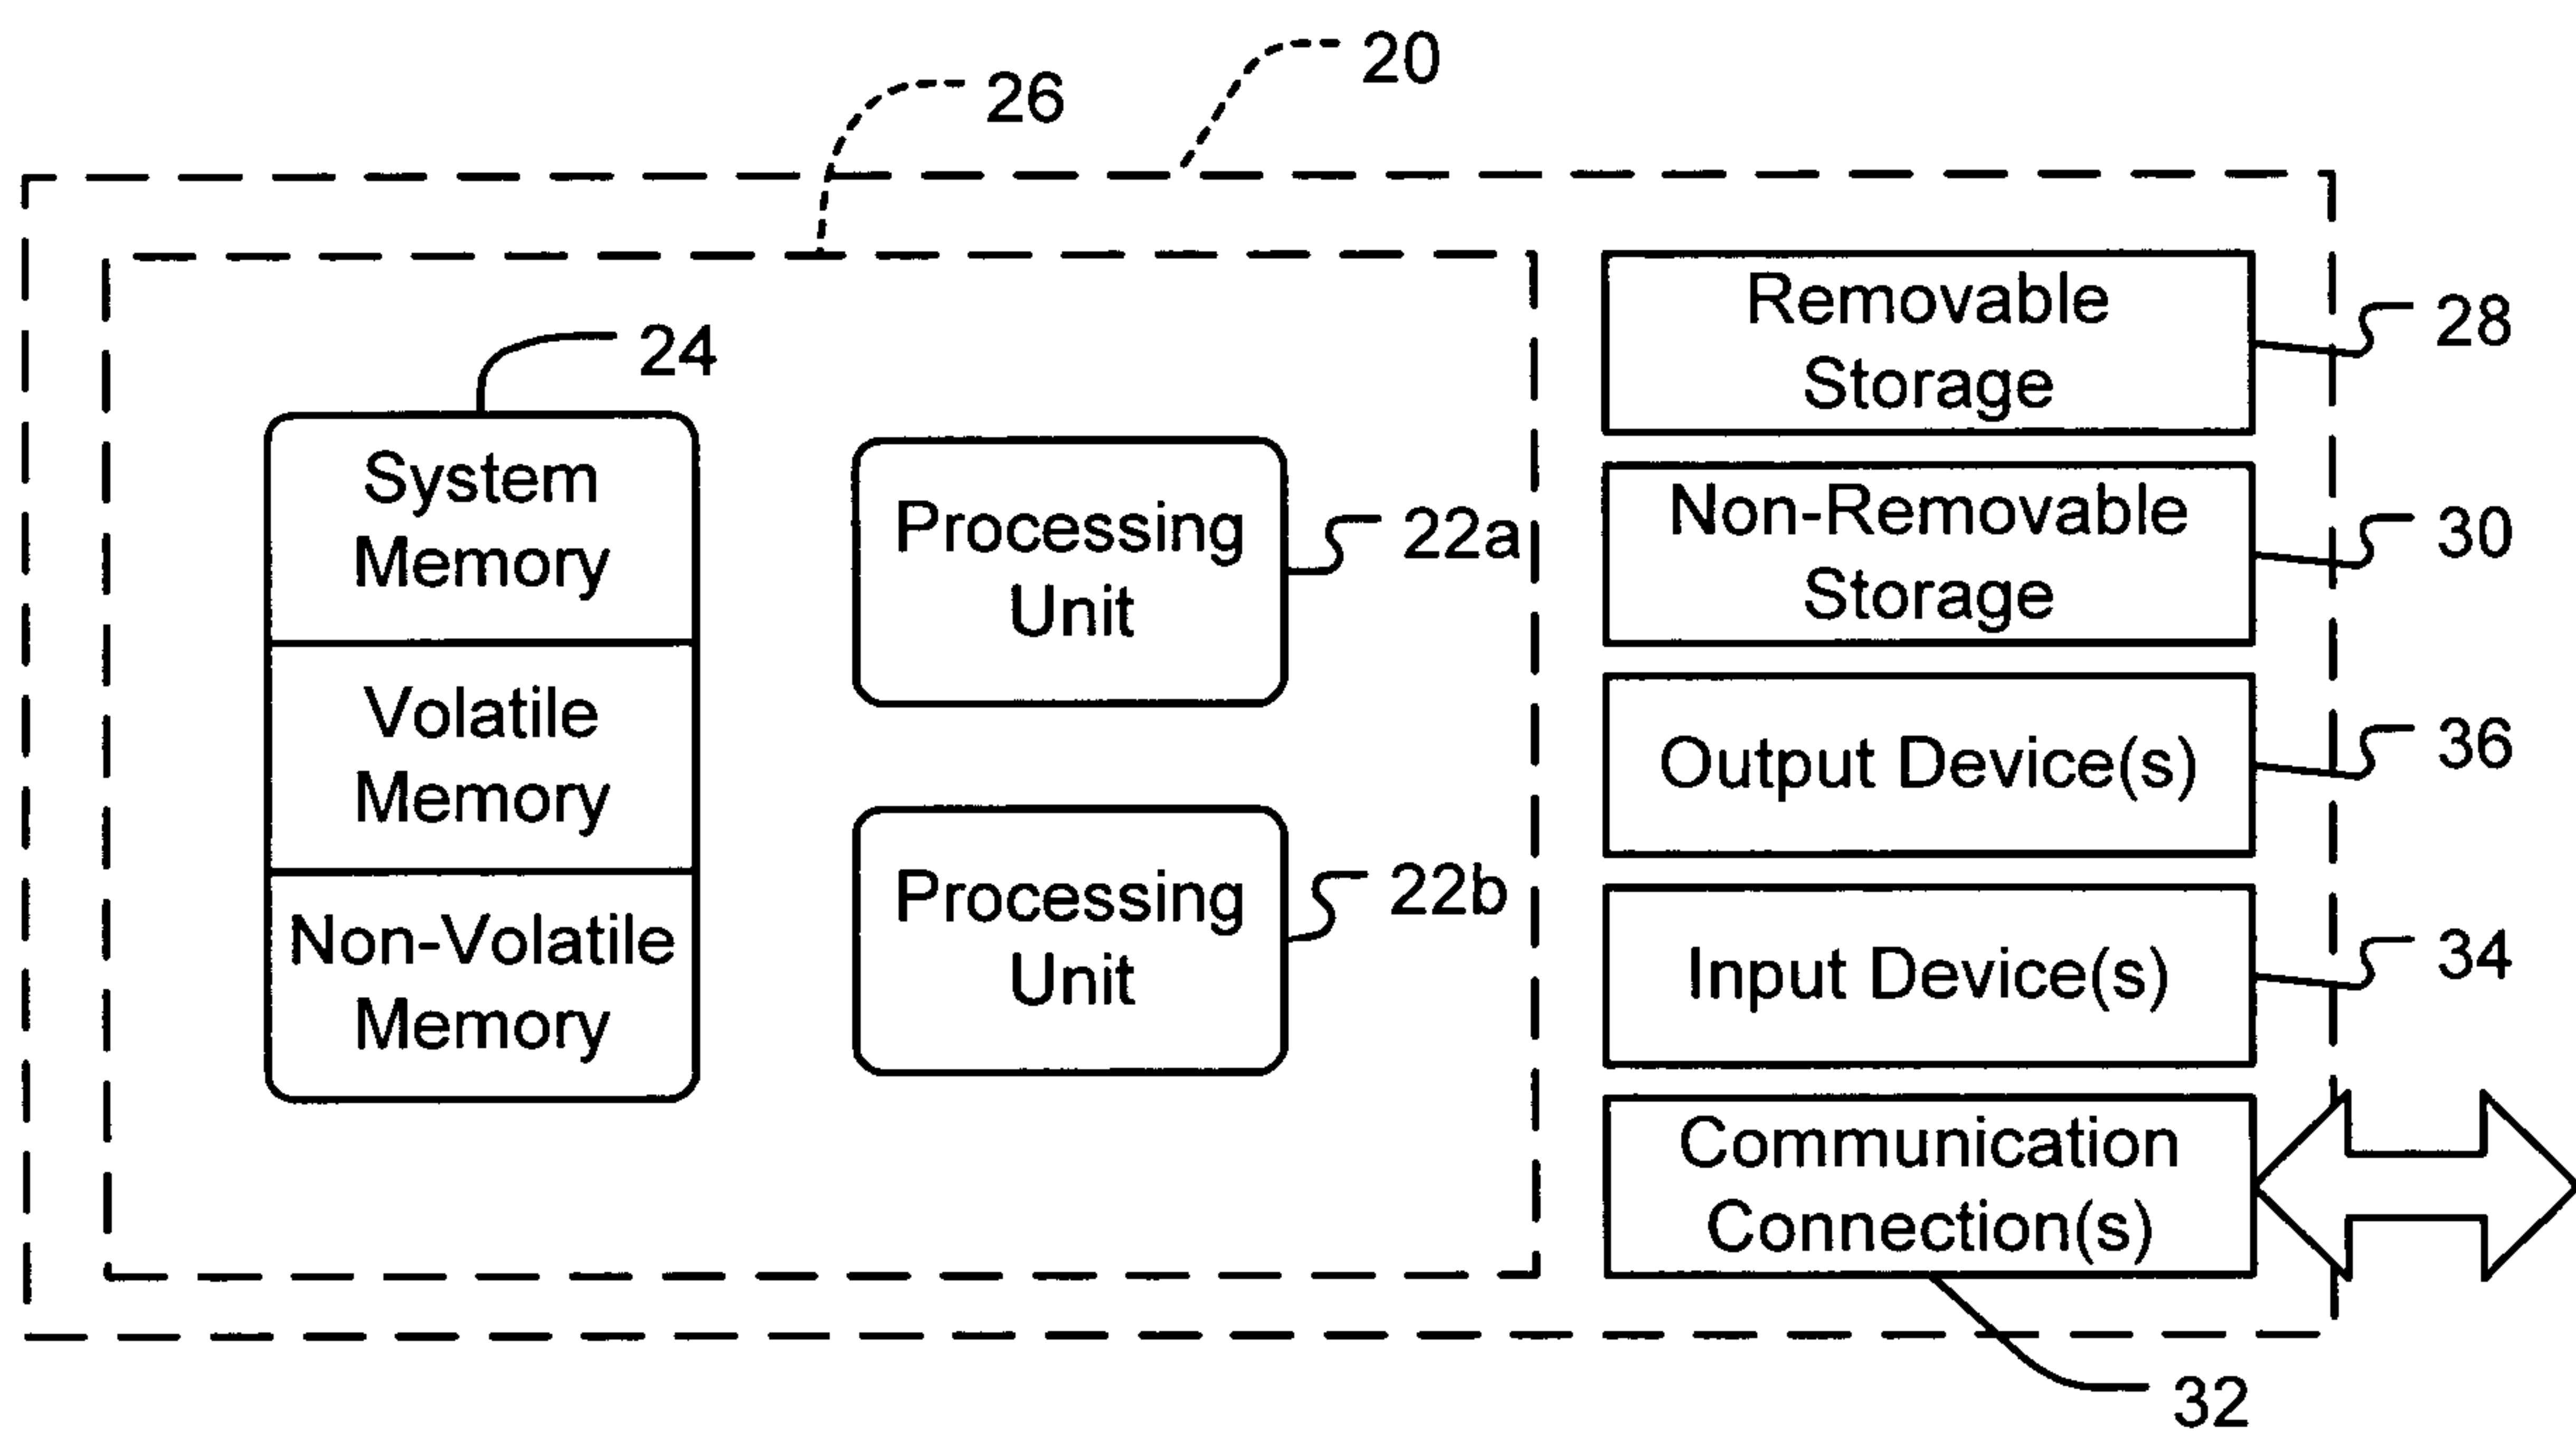 20
26
24
System
Memory
Volatile
Memory
Non-Volatile
Memory
Processing
Unit
22a
Processing
Unit
22b
Removable
Storage
28
Non-Removable
Storage
30
Output Device(s)
36
Input Device(s)
34
Communication
Connection(s)
32